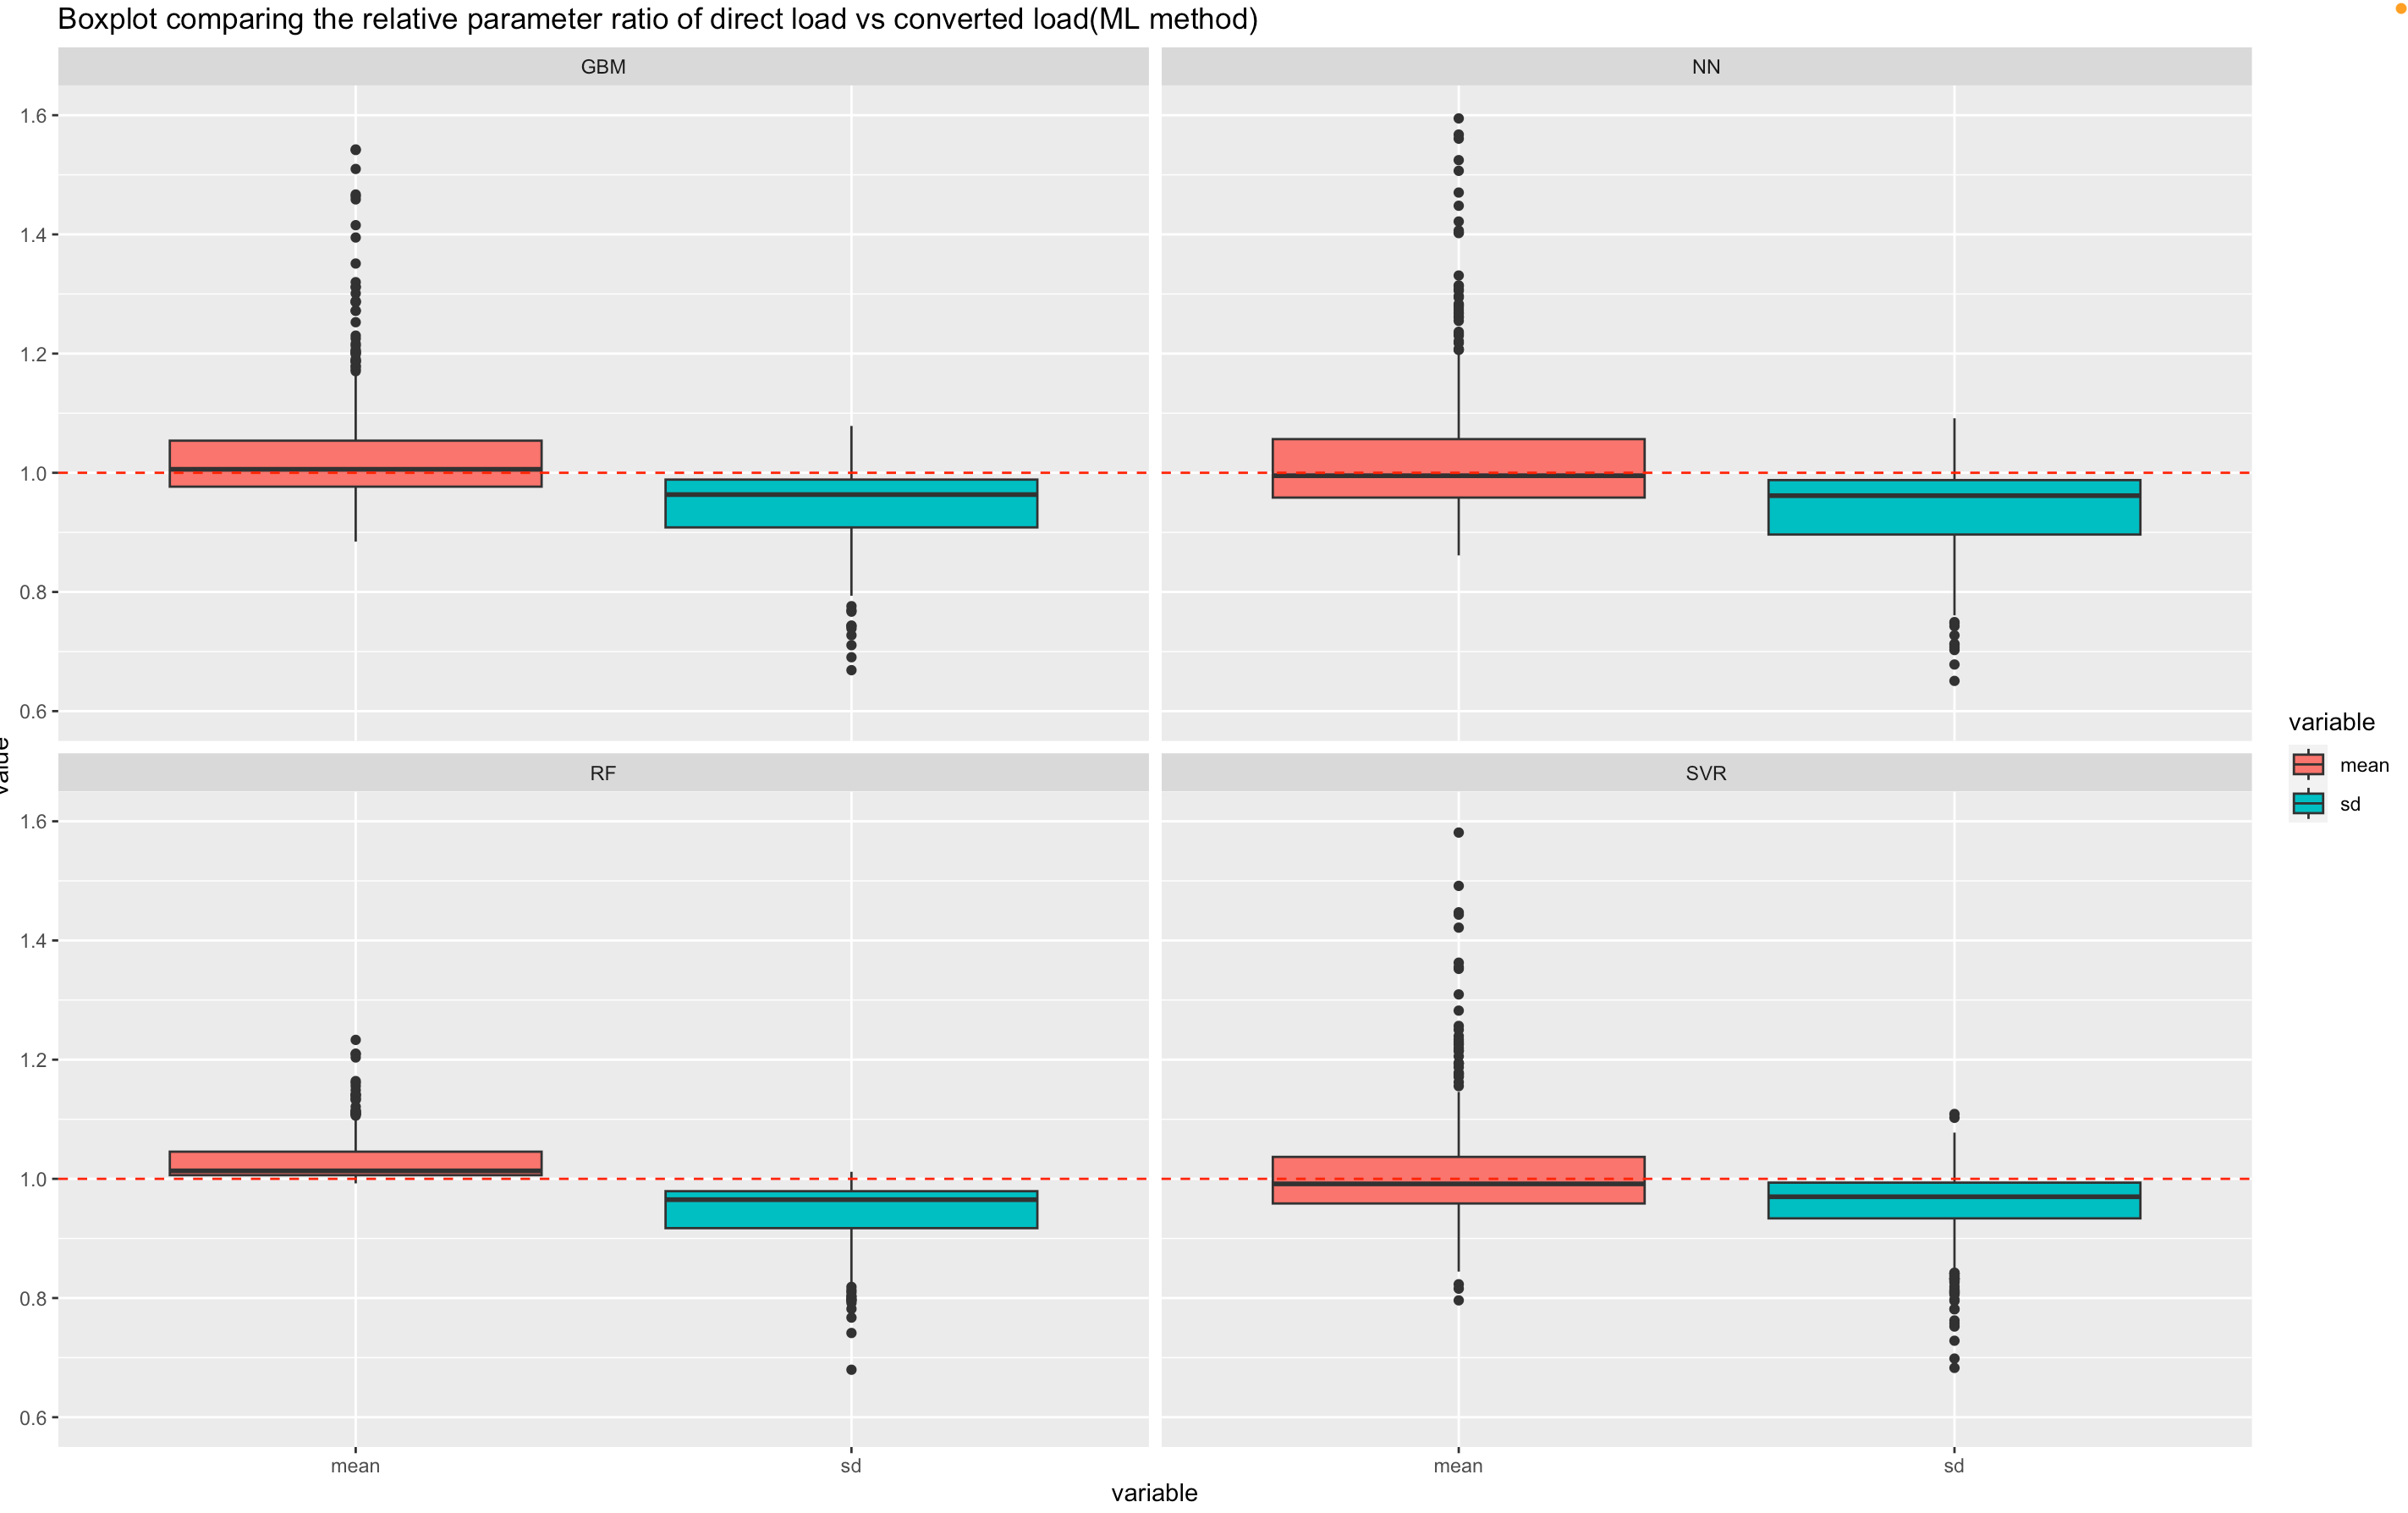 Boxplot comparing the relative parameter ratio of direct load vs converted load(ML method)
GBM
NN
1.6
1.4
1.2
1.0
0.8
0.6
value
variable
mean
sd
RF
SVR
1.6
1.4
1.2
1.0
0.8
0.6
mean
sd
mean
sd
variable